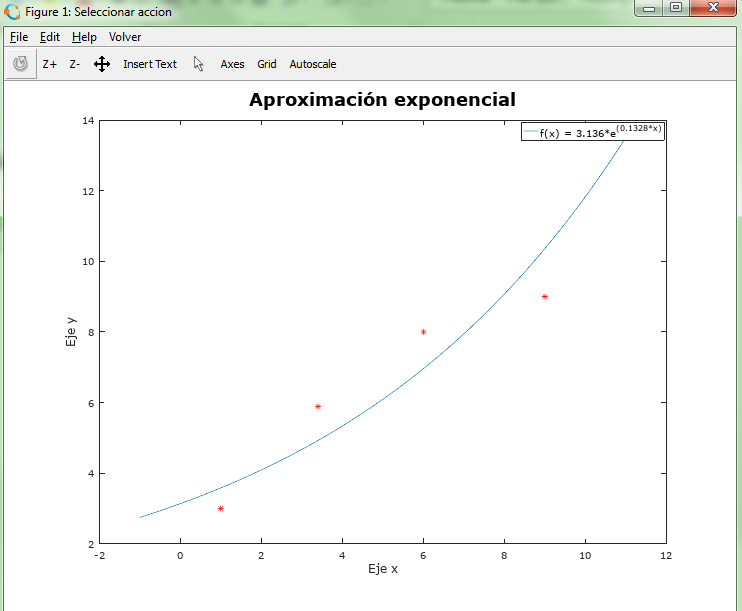 Figure 1: Seleccionar accion
File Edit Help Volver
Z+ Z- Insert Text Axes Grid Autoscale
Aproximación exponencial
f(x) = 3.136*e^(0.1328*x)
14
12
10
8
6
4
2
Eje y
-2 0 2 4 6 8 10 12
Eje x